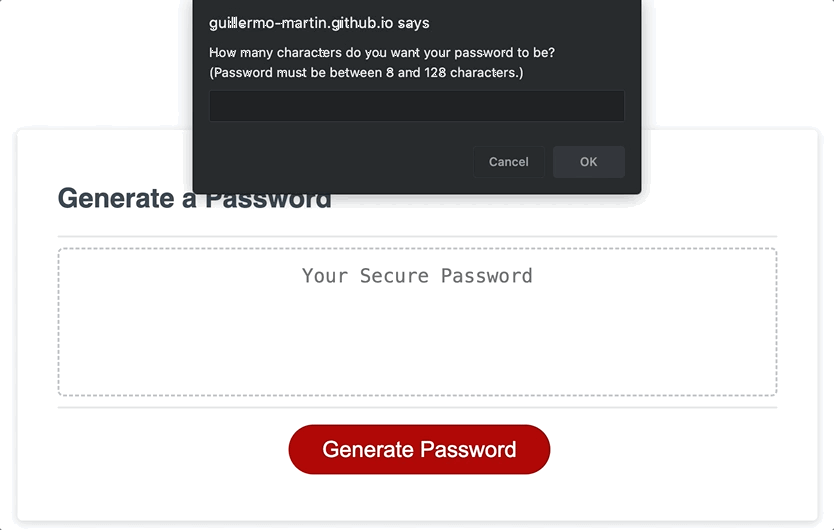 guillermo-martin.github.io says
How many characters do you want your password to be?
(Password must be between 8 and 128 characters.)
Cancel
OK
Generate a Password
Your Secure Password
Generate Password